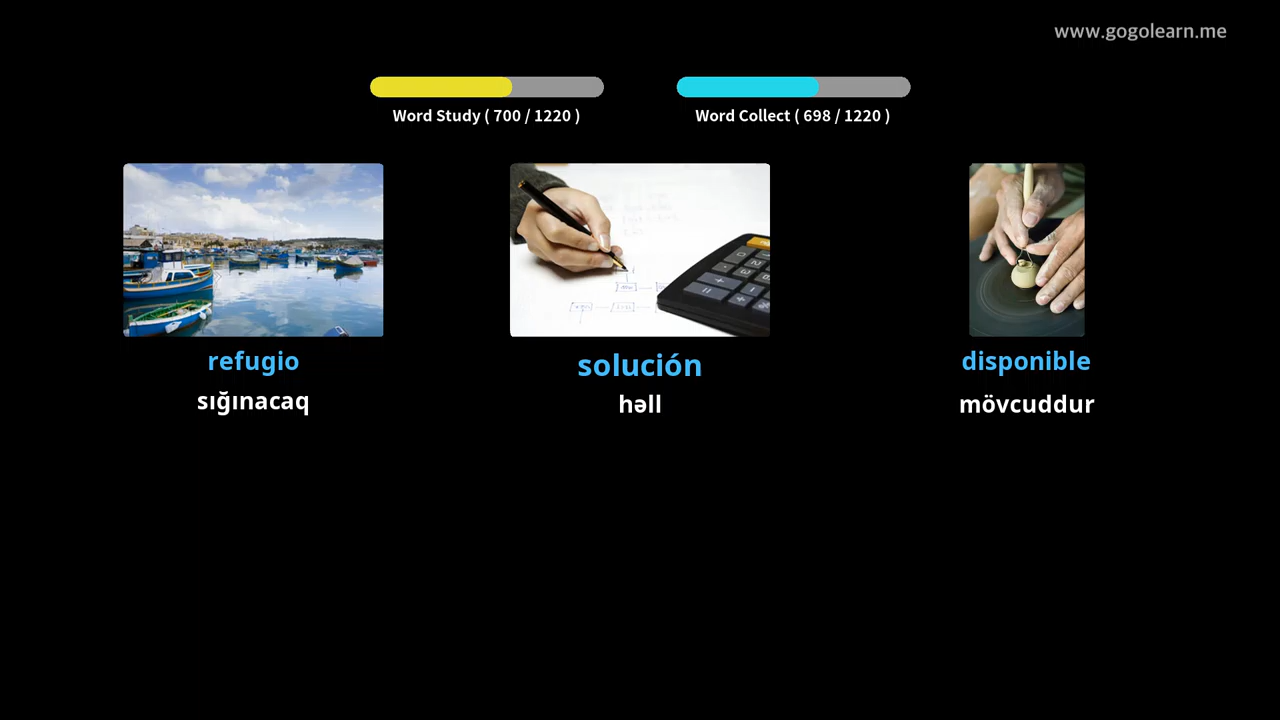 www.gogolearn.me
Word Study ( 700 / 1220 )
Word Collect ( 698 / 1220 )
refugio
solución
disponible
sığınacaq
həll
mövcuddur